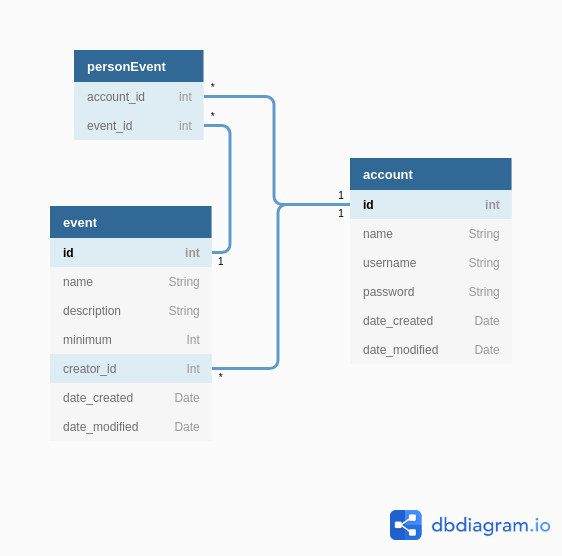 personEvent
account_id int
event_id int
*
*
event
id int
1
name String
description String
minimum Int
creator_id Int
*
date_created Date
date_modified Date
account
1
id int
1
name String
username String
password String
date_created Date
date_modified Date
dbdiagram.io